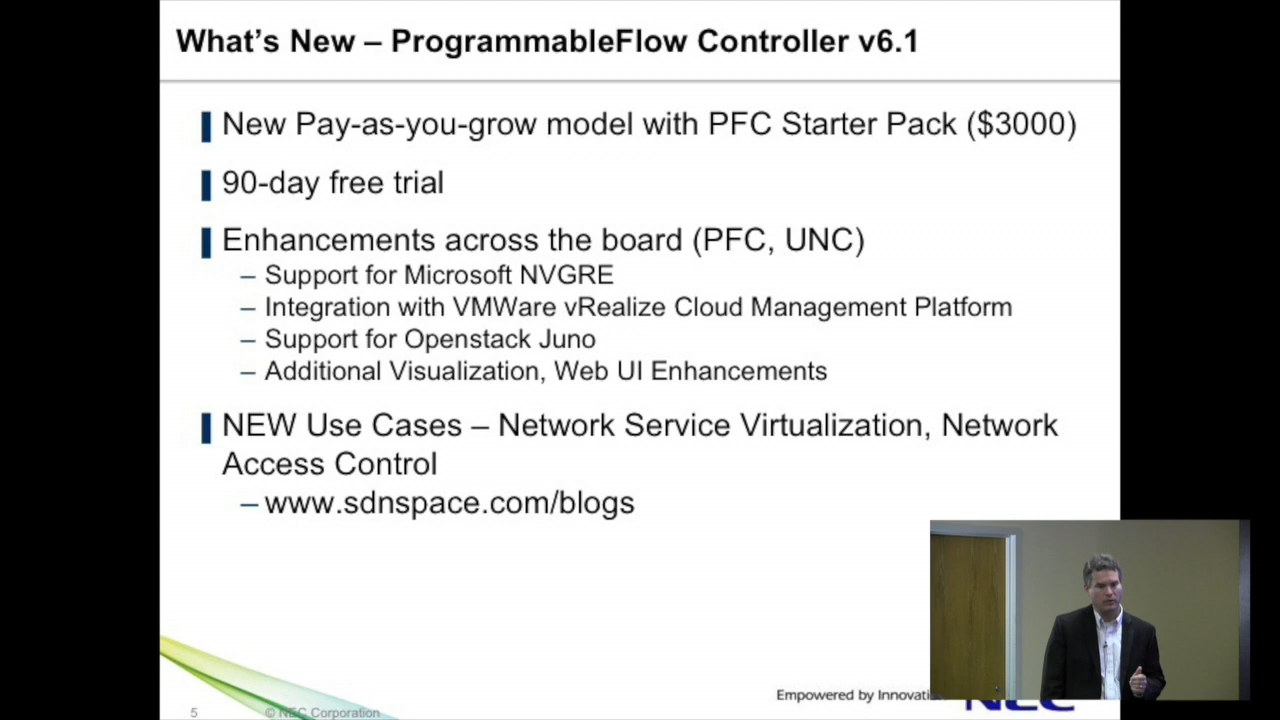 What's New – ProgrammableFlow Controller v6.1
New Pay-as-you-grow model with PFC Starter Pack ($3000)
90-day free trial
Enhancements across the board (PFC, UNC)
– Support for Microsoft NVGRE
– Integration with VMWare vRealize Cloud Management Platform
– Support for Openstack Juno
– Additional Visualization, Web UI Enhancements
NEW Use Cases – Network Service Virtualization, Network
Access Control
– www.sdnspace.com/blogs
Empowered by
5
© NEC Corporation
NEC